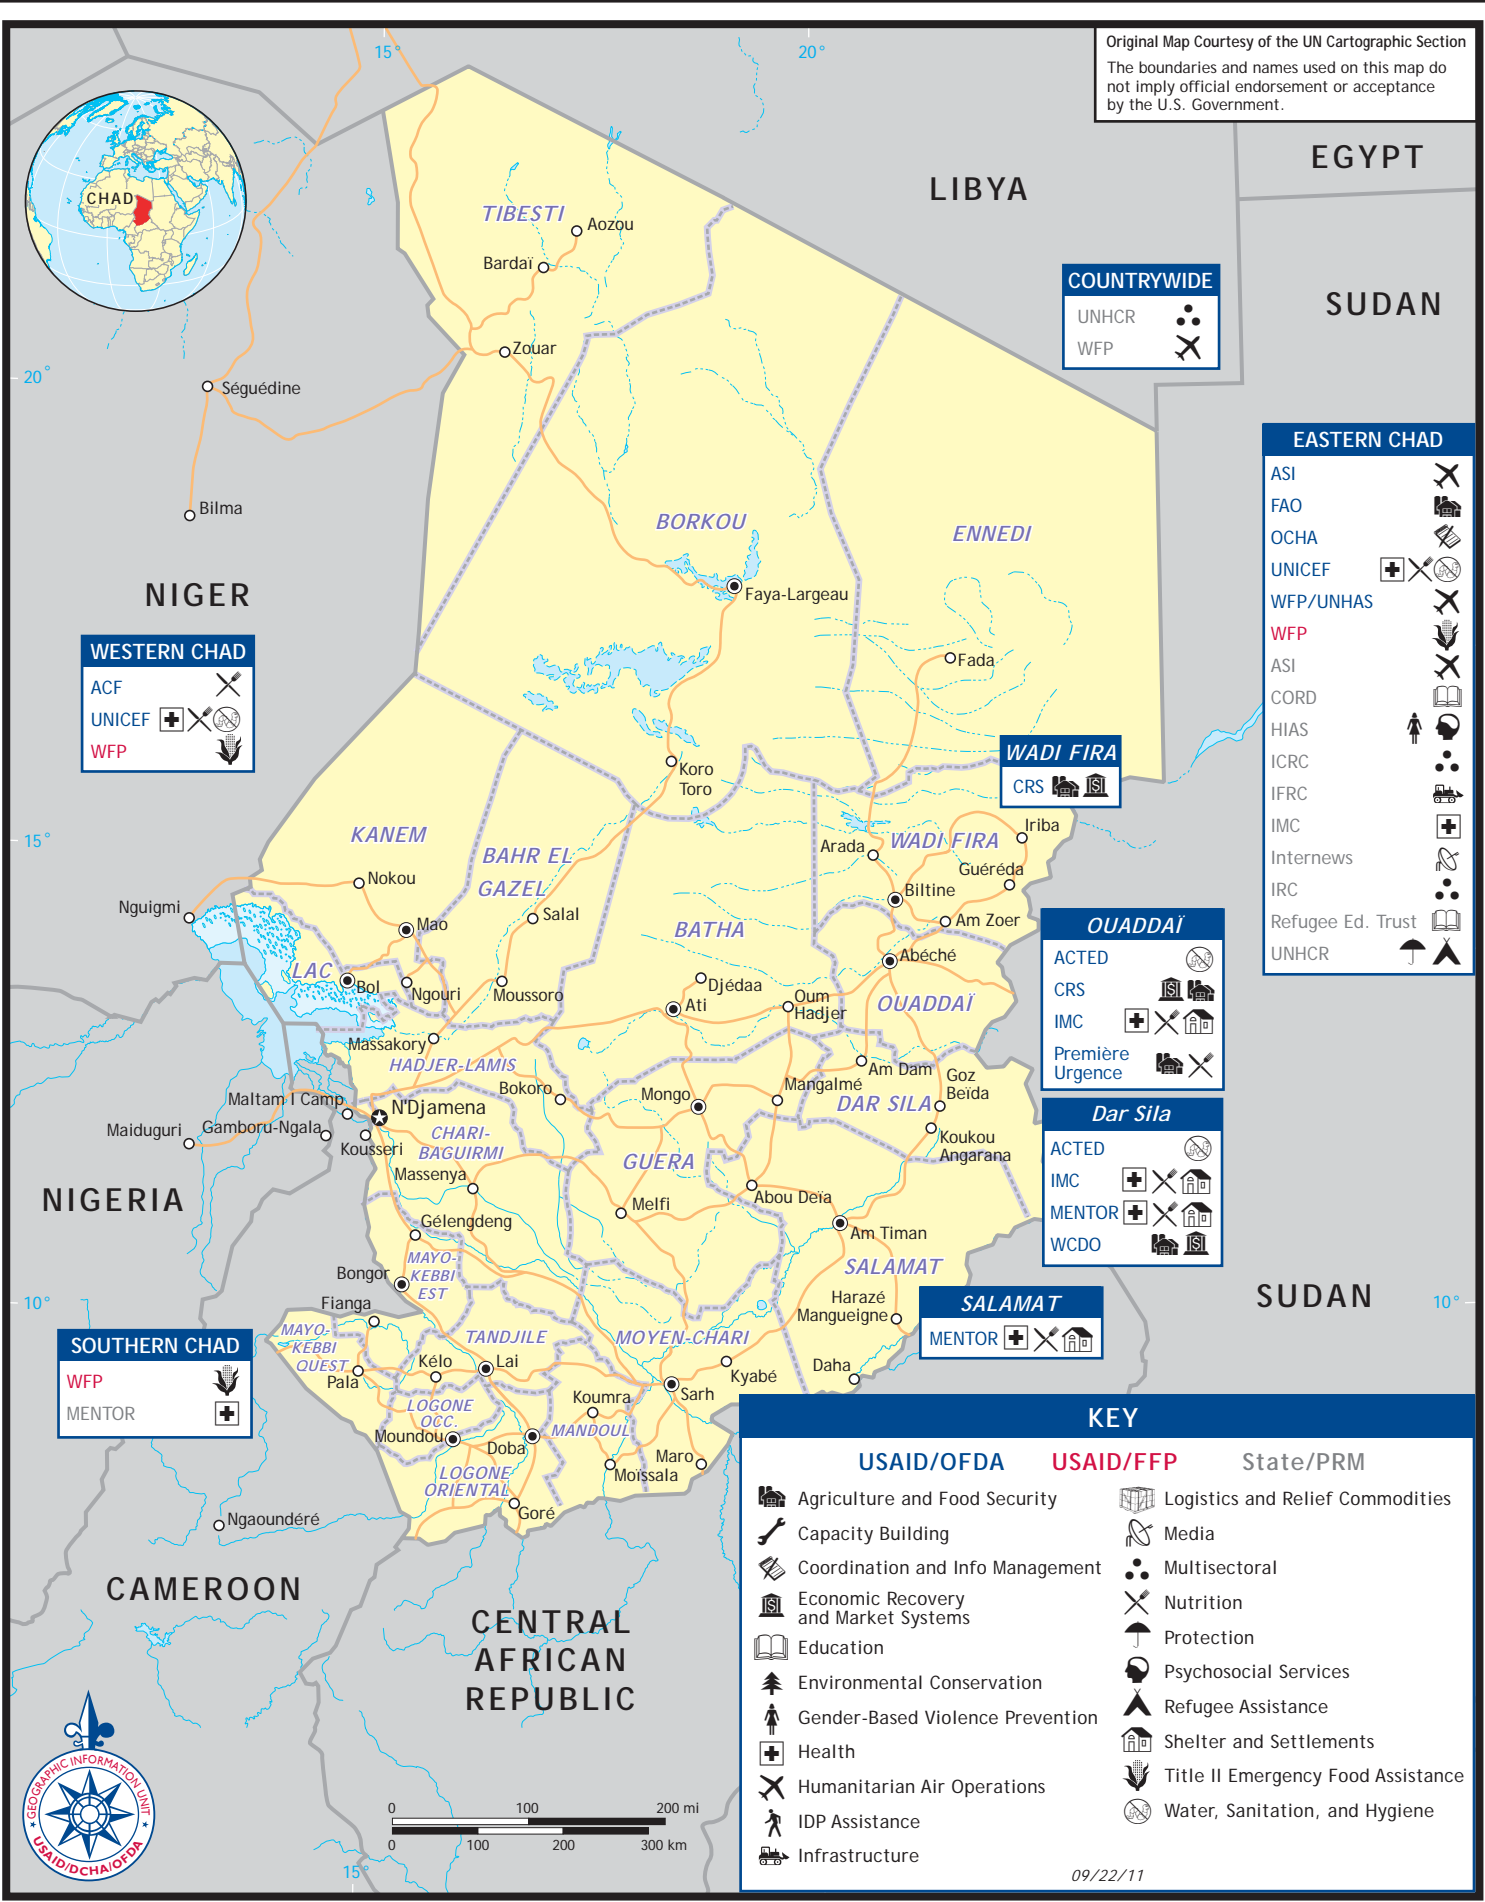 Original Map Courtesy of the UN Cartographic Section
The boundaries and names used on this map do
not imply official endorsement or acceptance
by the U.S. Government.
15°
20°
EGYPT
LIBYA
CHAD
TIBESTI
Aozou
Bardaï
COUNTRYWIDE
UNHCR
WFP
SUDAN
Zouar
20°
Séguédine
EASTERN CHAD
ASI
FAO
OCHA
UNICEF
WFP/UNHAS
WFP
ASI
CORD
HIAS
ICRC
IFRC
IMC
Internews
IRC
Refugee Ed. Trust
UNHCR
Bilma
BORKOU
ENNEDI
NIGER
Faya-Largeau
WESTERN CHAD
ACF
UNICEF
WFP
Fada
WADI FIRA
CRS
Koro
Toro
15°
KANEM
BAHR EL
GAZEL
Iriba
Arada
WADI FIRA
Guéréda
Nokou
Biltine
Nguigmi
Salal
Am Zoer
Mao
BATHA
OUADDAÏ
ACTED
CRS
IMC
Première
Urgence
Abéché
LAC
Bol
Ngouri
Moussoro
Djédaa
Ati
Oum
Hadjer
OUADDAÏ
Massakory
HADJER-LAMIS
Am Dam
Goz
Beïda
Bokoro
Mongo
Mangalmé
DAR SILA
Maltam I Camp
N'Djamena
Maiduguri
Gamboru-Ngala
Kousseri
CHARI-
BAGUIRMI
Koukou
Angarana
Dar Sila
ACTED
IMC
MENTOR
WCDO
Massenya
GUERA
NIGERIA
Melfi
Abou Deïa
Gélengdeng
Am Timan
MAYO-
KEBBI
EST
Bongor
SALAMAT
Fianga
Harazé
Mangueigne
SUDAN
10°
10°
SALAMAT
MENTOR
SOUTHERN CHAD
WFP
MENTOR
MAYO-
KEBBI
QUEST
TANDJILE
MOYEN-CHARI
Pala
Kélo
Lai
Kyabé
Daha
Koumra
Sarh
LOGONE
OCC.
Moundou
Doba
MANDOUL
Maro
Moïssala
LOGONE
ORIENTAL
Goré
Ngaoundéré
CAMEROON
CENTRAL
AFRICAN
REPUBLIC
KEY
USAID/OFDA
USAID/FFP
State/PRM
Agriculture and Food Security
Capacity Building
Coordination and Info Management
Economic Recovery
and Market Systems
Education
Environmental Conservation
Gender-Based Violence Prevention
Health
Humanitarian Air Operations
IDP Assistance
Infrastructure
Logistics and Relief Commodities
Media
Multisectoral
Nutrition
Protection
Psychosocial Services
Refugee Assistance
Shelter and Settlements
Title II Emergency Food Assistance
Water, Sanitation, and Hygiene
09/22/11
GEOGRAPHIC INFORMATION UNIT
USAID/DCHA/OFDA
0 100 200 mi
0 100 200 300 km
15°